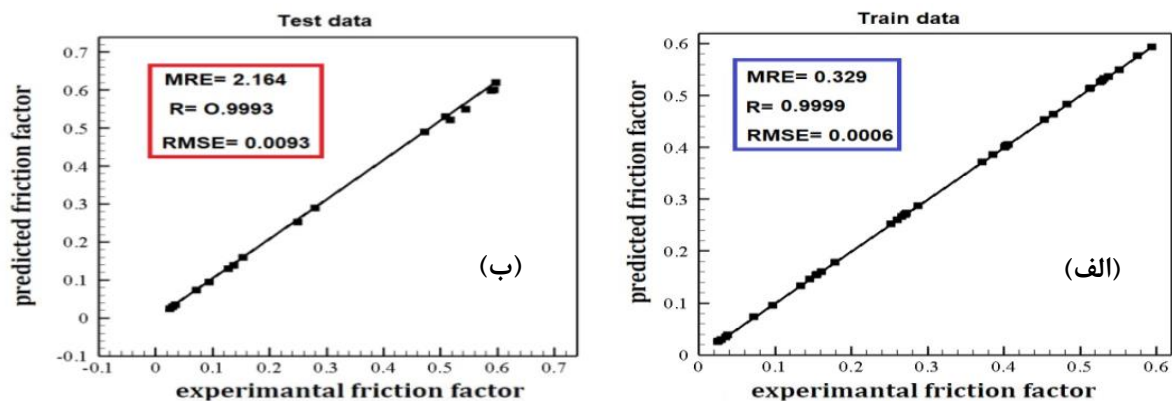 Test data
MRE= 2.164
R= O.9993
RMSE= 0.0093
predicted friction factor
0.7
0.6
0.5
0.4
0.3
0.2
0.1
0
-0.1
-0.1 0 0.1 0.2 0.3 0.4 0.5 0.6 0.7
experimantal friction factor
(ب)
Train data
MRE= 0.329
R= 0.9999
RMSE= 0.0006
predicted friction factor
0.6
0.5
0.4
0.3
0.2
0.1
0
0 0.1 0.2 0.3 0.4 0.5 0.6
experimantal friction factor
(الف)